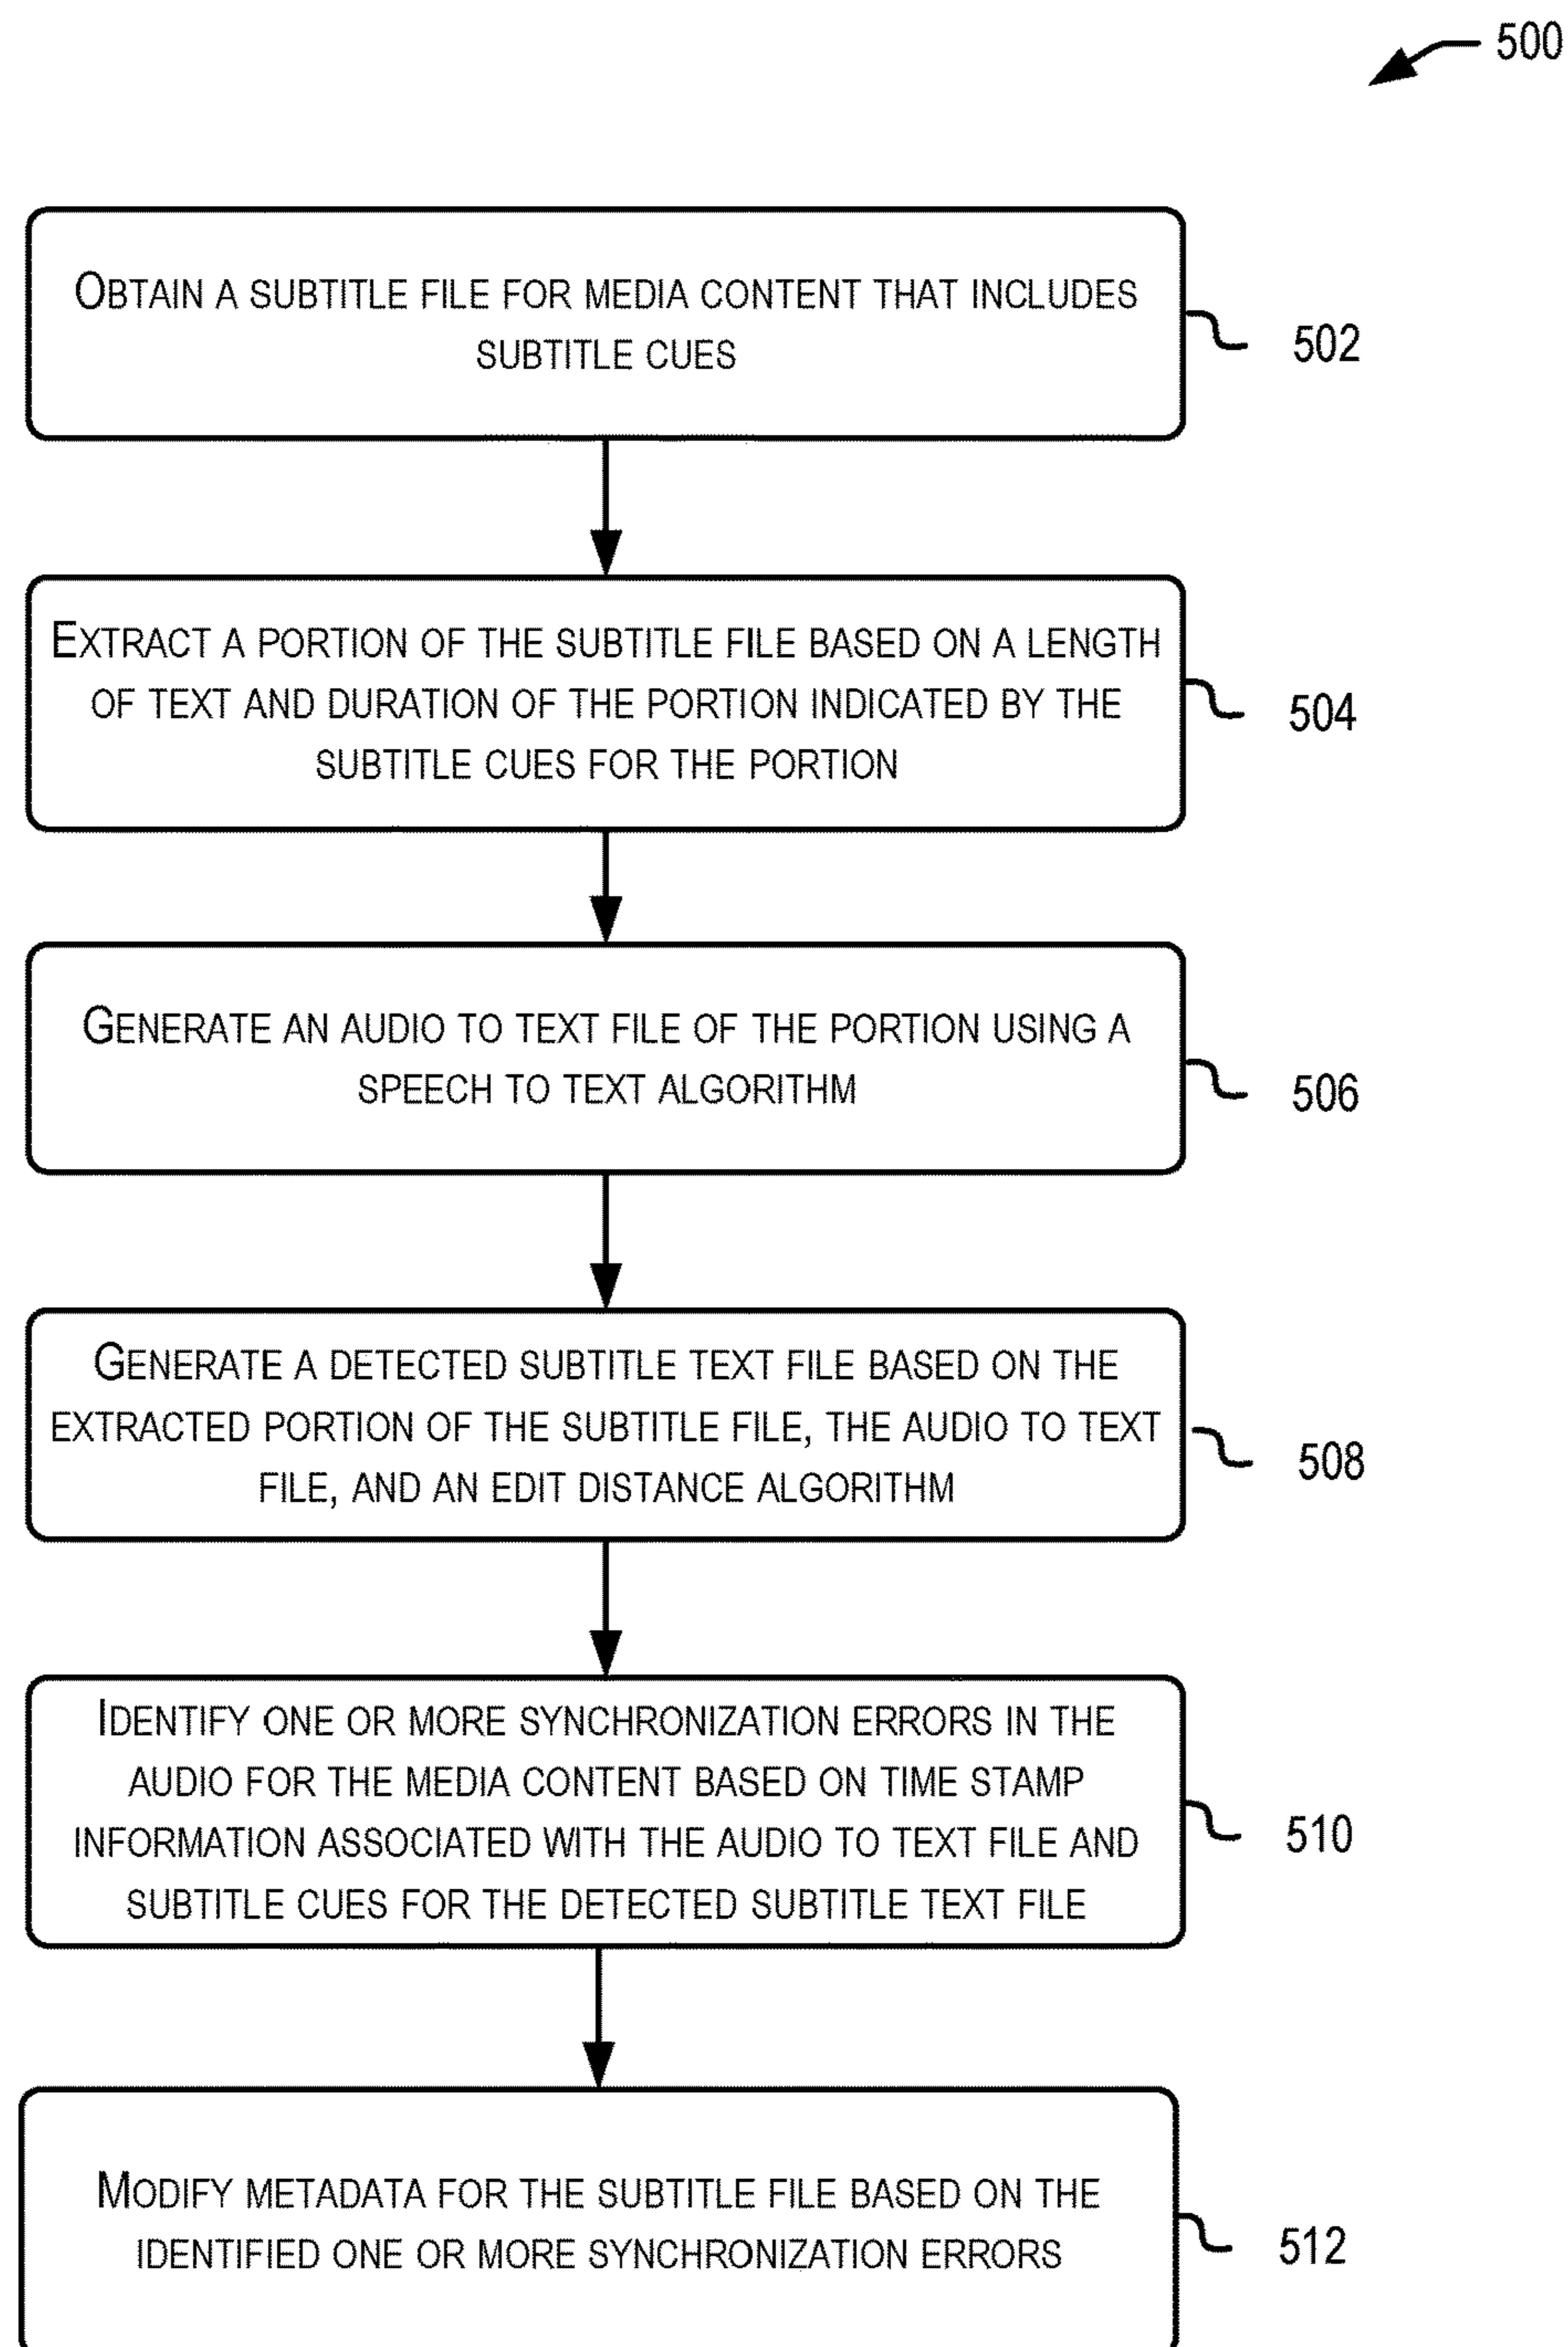 500
OBTAIN A SUBTITLE FILE FOR MEDIA CONTENT THAT INCLUDES
SUBTITLE CUES
502
EXTRACT A PORTION OF THE SUBTITLE FILE BASED ON A LENGTH
OF TEXT AND DURATION OF THE PORTION INDICATED BY THE
SUBTITLE CUES FOR THE PORTION
504
GENERATE AN AUDIO TO TEXT FILE OF THE PORTION USING A
SPEECH TO TEXT ALGORITHM
506
GENERATE A DETECTED SUBTITLE TEXT FILE BASED ON THE
EXTRACTED PORTION OF THE SUBTITLE FILE, THE AUDIO TO TEXT
FILE, AND AN EDIT DISTANCE ALGORITHM
508
IDENTIFY ONE OR MORE SYNCHRONIZATION ERRORS IN THE
AUDIO FOR THE MEDIA CONTENT BASED ON TIME STAMP
INFORMATION ASSOCIATED WITH THE AUDIO TO TEXT FILE AND
SUBTITLE CUES FOR THE DETECTED SUBTITLE TEXT FILE
510
MODIFY METADATA FOR THE SUBTITLE FILE BASED ON THE
IDENTIFIED ONE OR MORE SYNCHRONIZATION ERRORS
512